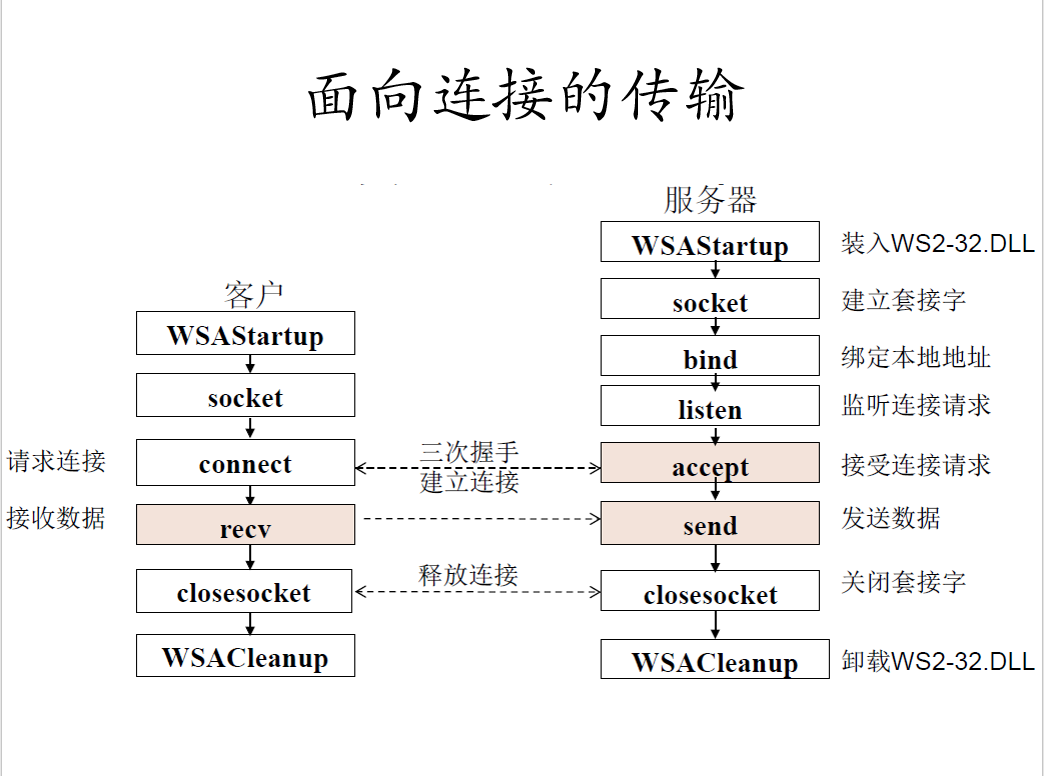 面向连接的传输
服务器
WSAStartup
装入WS2-32.DLL
socket
建立套接字
bind
绑定本地地址
listen
监听连接请求
accept
接受连接请求
send
发送数据
closesocket
关闭套接字
WSACleanup
卸载WS2-32.DLL
客户
WSAStartup
socket
请求连接
connect
三次握手
建立连接
接收数据
recv
释放连接
closesocket
WSACleanup